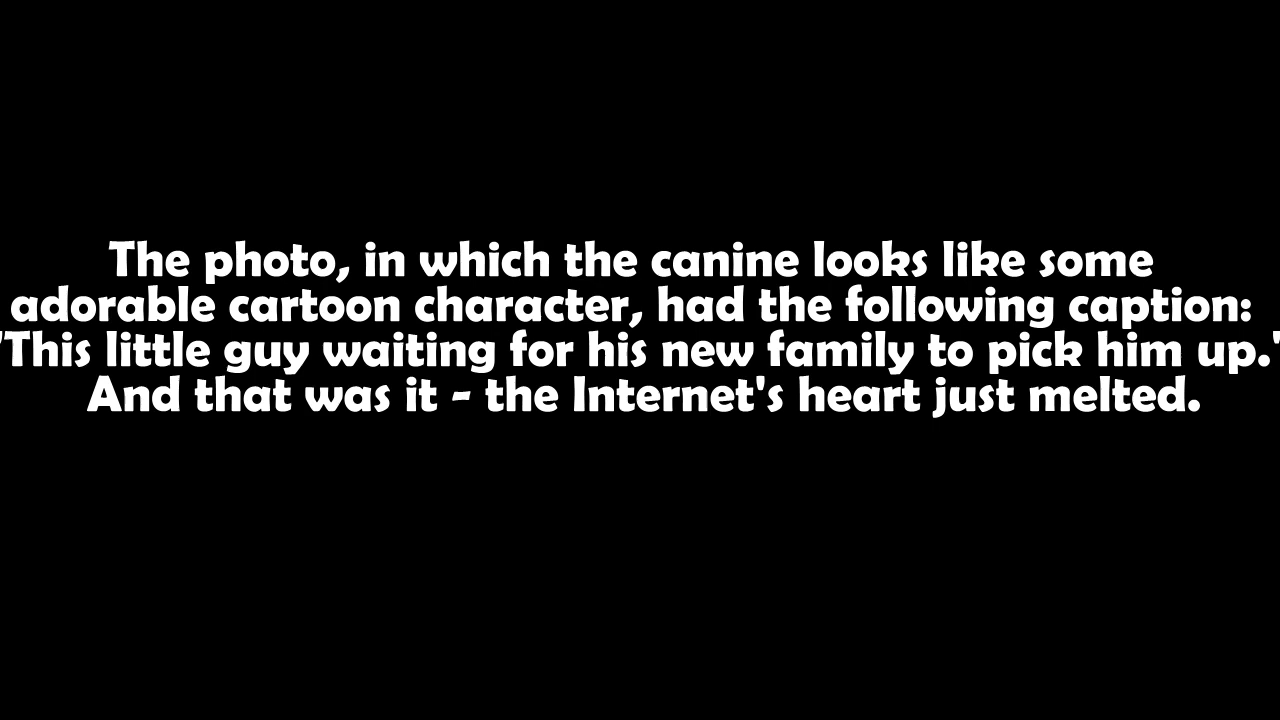 The photo, in which the canine looks like some
adorable cartoon character, had the following caption:
"This little guy waiting for his new family to pick him up."
And that was it - the Internet's heart just melted.